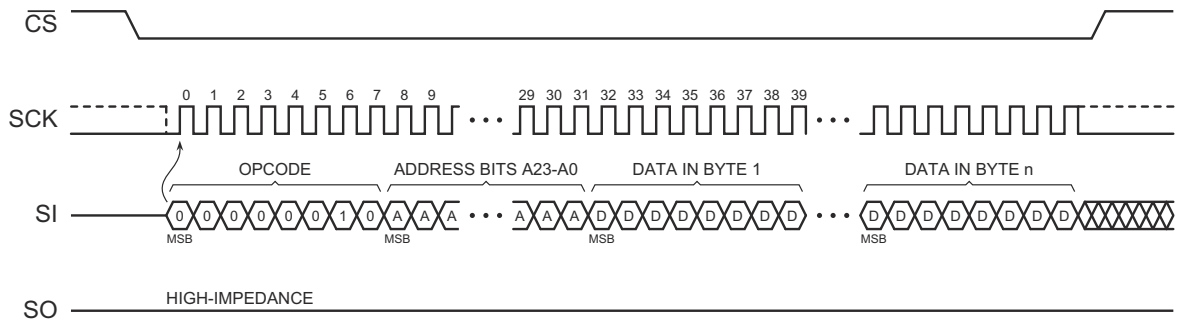 CS
SCK
0 1 2 3 4 5 6 7 8 9 29 30 31 32 33 34 35 36 37 38 39
OPCODE ADDRESS BITS A23-A0 DATA IN BYTE 1 DATA IN BYTE n
SI 0 0 0 0 0 0 1 0 A A A A A A D D D D D D D D D D D D D D D D
MSB MSB MSB MSB
HIGH-IMPEDANCE
SO